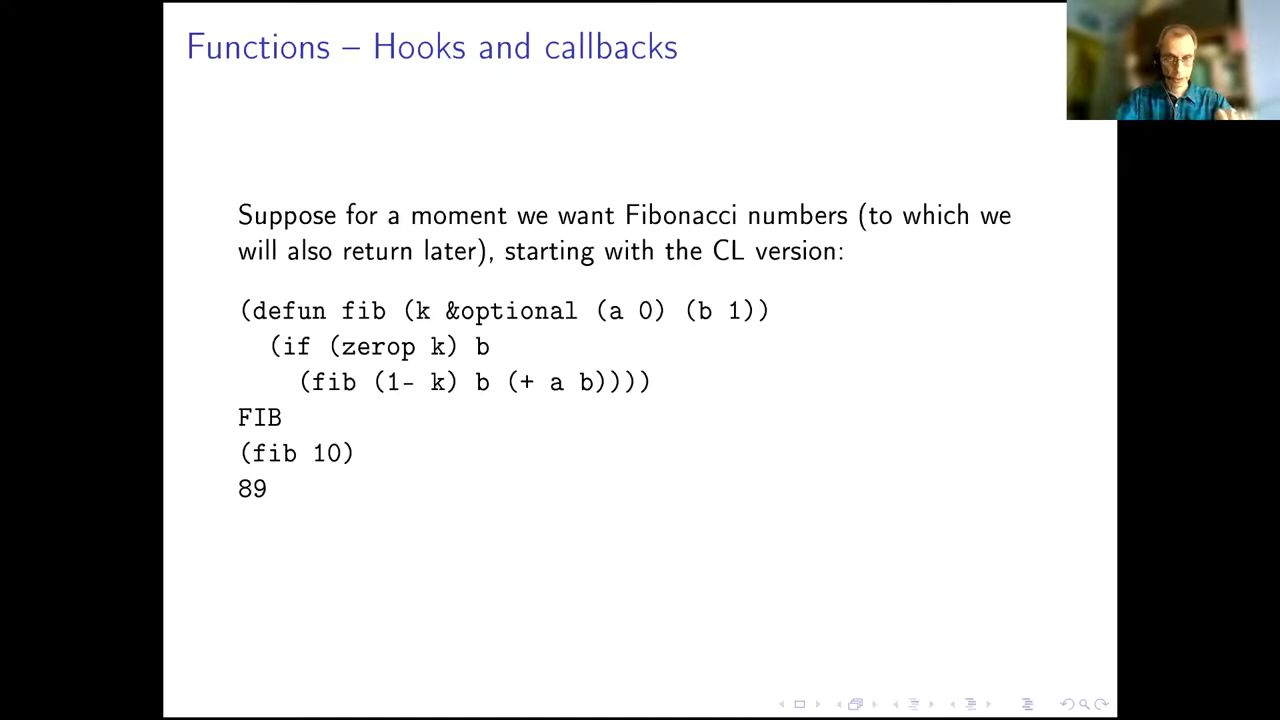 Functions – Hooks and callbacks
Suppose for a moment we want Fibonacci numbers (to which we
will also return later), starting with the CL version:
(defun fib (k &optional (a 0) (b 1))
(if (zerop k) b
(fib (1- k) b (+ a b))))
FIB
(fib 10)
89